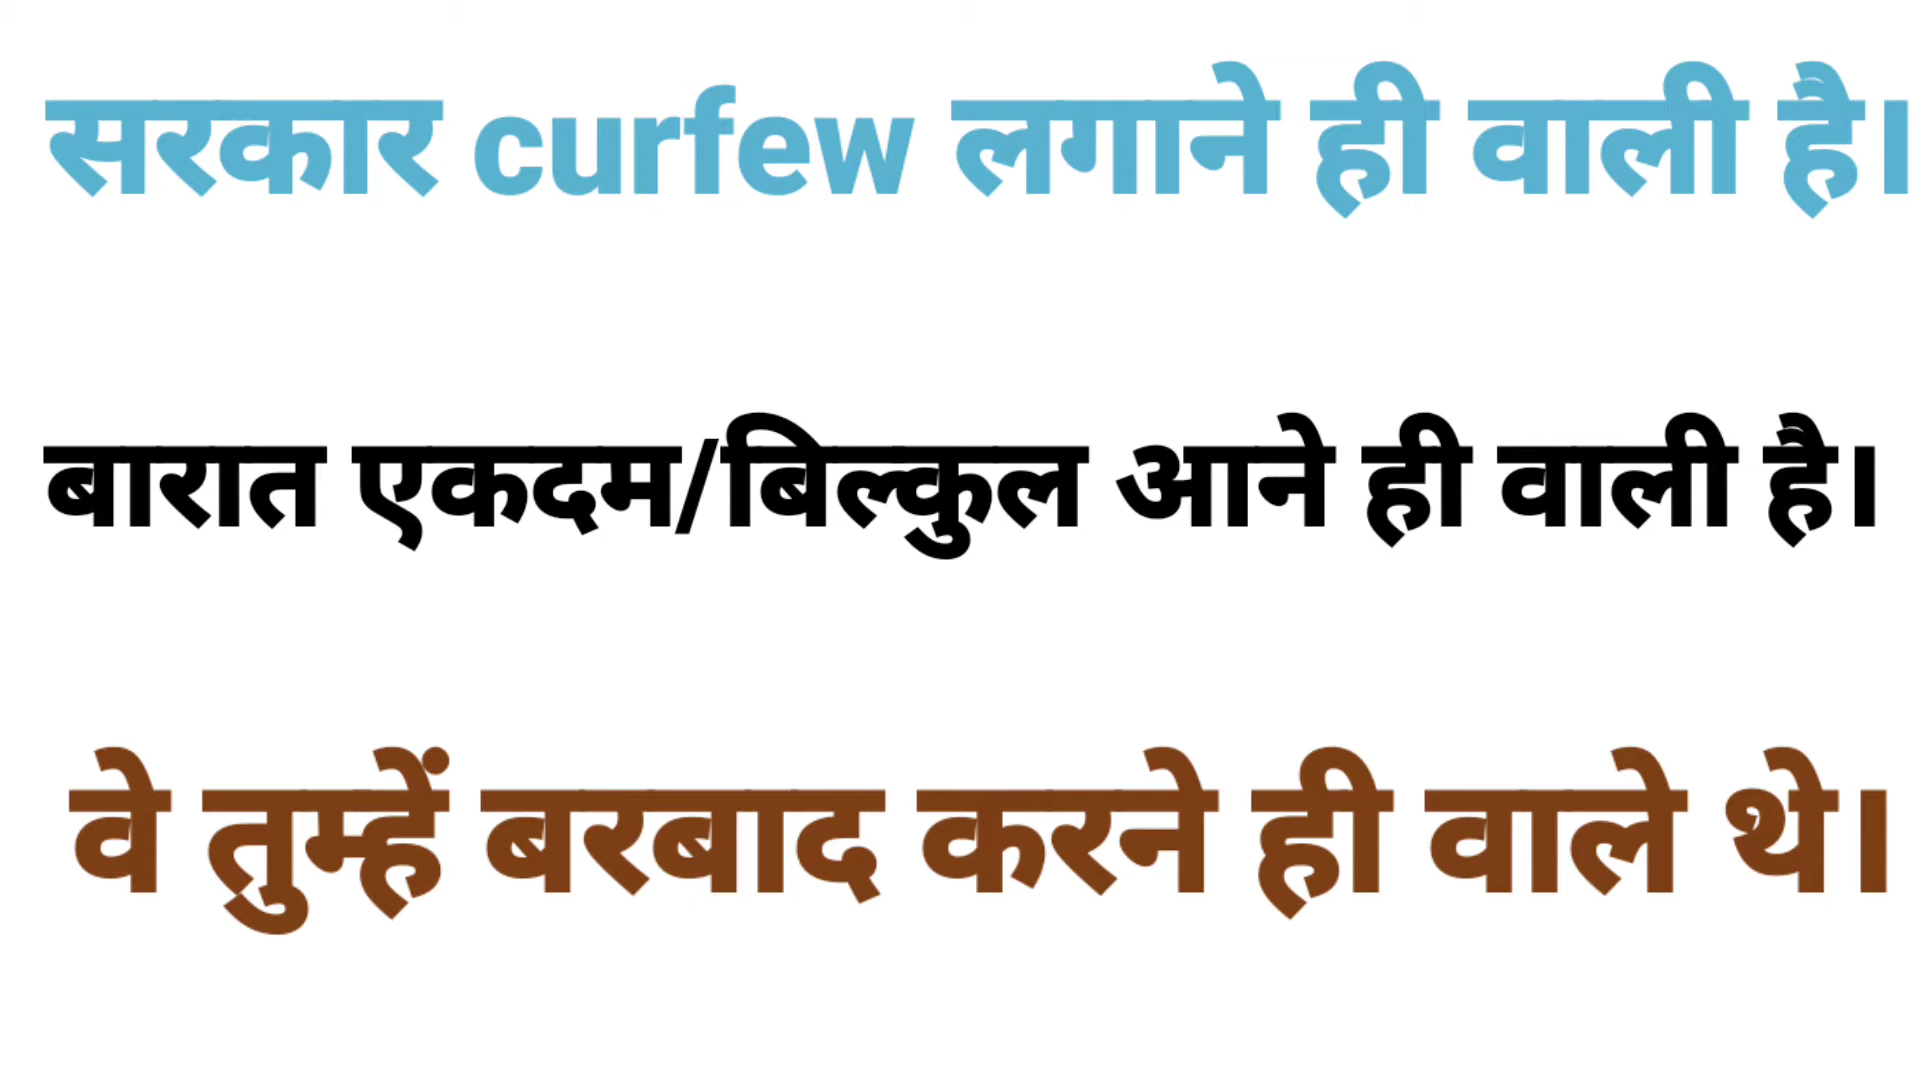 सरकार curfew लगाने ही वाली है।
बारात एकदम/बिल्कुल आने ही वाली है।
वे तुम्हें बरबाद करने ही वाले थे।